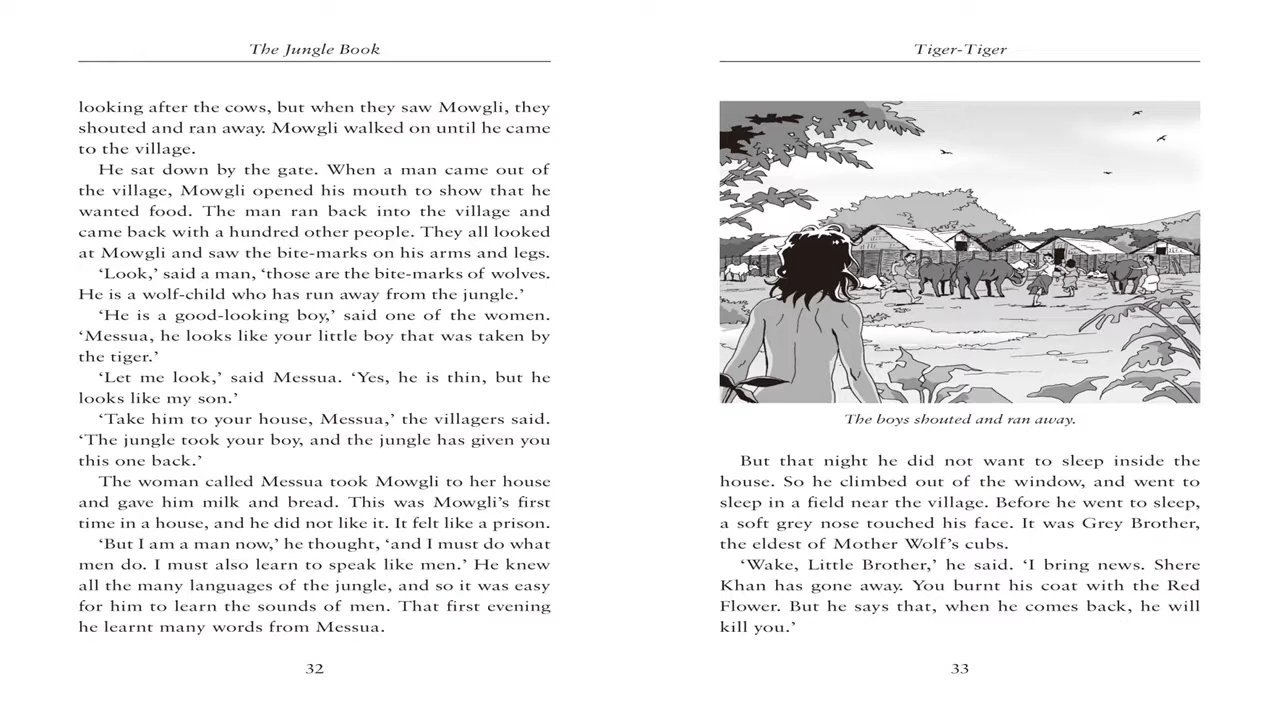 The Jungle Book
looking after the cows, but when they saw Mowgli, they
shouted and ran away. Mowgli walked on until he came
to the village.
He sat down by the gate. When a man came out of
the village, Mowgli opened his mouth to show that he
wanted food. The man ran back into the village and
came back with a hundred other people. They all looked
at Mowgli and saw the bite-marks on his arms and legs.
‘Look,’ said a man, ‘those are the bite-marks of wolves.
He is a wolf-child who has run away from the jungle.’
‘He is a good-looking boy,’ said one of the women.
‘Messua, he looks like your little boy that was taken by
the tiger.’
‘Let me look,’ said Messua. ‘Yes, he is thin, but he
looks like my son.’
‘Take him to your house, Messua,’ the villagers said.
‘The jungle took your boy, and the jungle has given you
this one back.’
The woman called Messua took Mowgli to her house
and gave him milk and bread. This was Mowgli’s first
time in a house, and he did not like it. It felt like a prison.
‘But I am a man now,’ he thought, ‘and I must do what
men do. I must also learn to speak like men.’ He knew
all the many languages of the jungle, and so it was easy
for him to learn the sounds of men. That first evening
he learnt many words from Messua.
32
Tiger-Tiger
The boys shouted and ran away.
But that night he did not want to sleep inside the
house. So he climbed out of the window, and went to
sleep in a field near the village. Before he went to sleep,
a soft grey nose touched his face. It was Grey Brother,
the eldest of Mother Wolf’s cubs.
‘Wake, Little Brother,’ he said. ‘I bring news. Shere
Khan has gone away. You burnt his coat with the Red
Flower. But he says that, when he comes back, he will
kill you.’
33